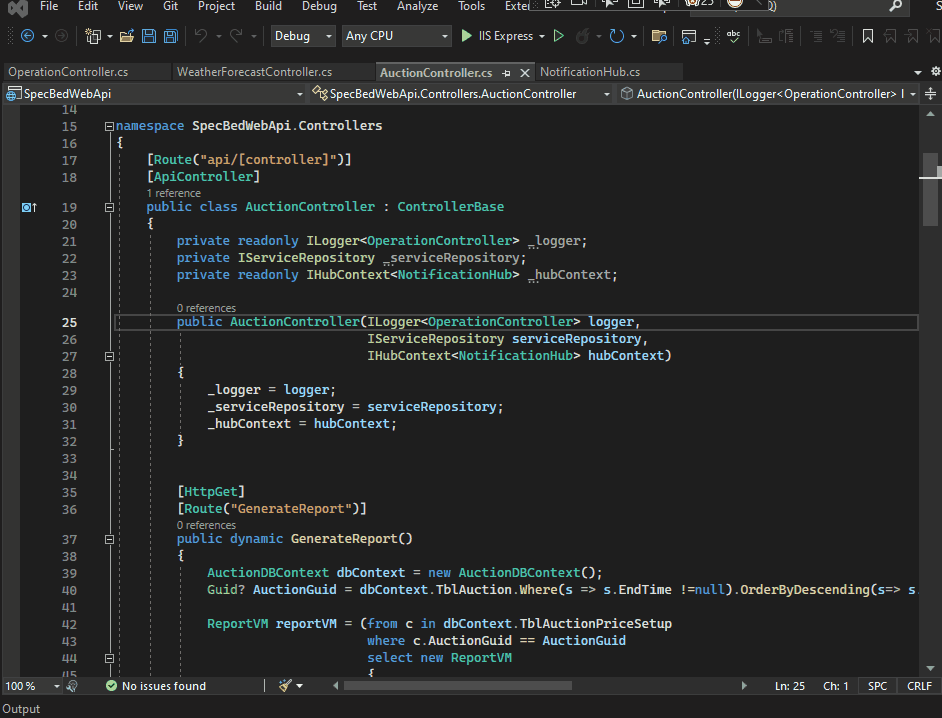 File Edit View Git Project Build Debug Test Analyze Tools
Debug Any CPU IIS Express
OperationController.cs WeatherForecastController.cs AuctionController.cs NotificationHub.cs
SpecBedWebApi SpecBedWebApi.Controllers.AuctionController AuctionController(ILogger<OperationController> l
14
15 namespace SpecBedWebApi.Controllers
16 {
17 [Route("api/[controller]")]
18 [ApiController]
1 reference
19 public class AuctionController : ControllerBase
20 {
21 private readonly ILogger<OperationController> _logger;
22 private IServiceRepository _serviceRepository;
23 private readonly IHubContext<NotificationHub> _hubContext;
24
0 references
25 public AuctionController(ILogger<OperationController> logger,
26 IServiceRepository serviceRepository,
27 IHubContext<NotificationHub> hubContext)
28 {
29 _logger = logger;
30 _serviceRepository = serviceRepository;
31 _hubContext = hubContext;
32 }
33
34
35 [HttpGet]
36 [Route("GenerateReport")]
0 references
37 public dynamic GenerateReport()
38 {
39 AuctionDBContext dbContext = new AuctionDBContext();
40 Guid? AuctionGuid = dbContext.TblAuction.Where(s => s.EndTime !=null).OrderByDescending(s=> s.
41
42 ReportVM reportVM = (from c in dbContext.TblAuctionPriceSetup
43 where c.AuctionGuid == AuctionGuid
44 select new ReportVM
45 {
100 % No issues found Ln: 25 Ch: 1 SPC CRLF
Output